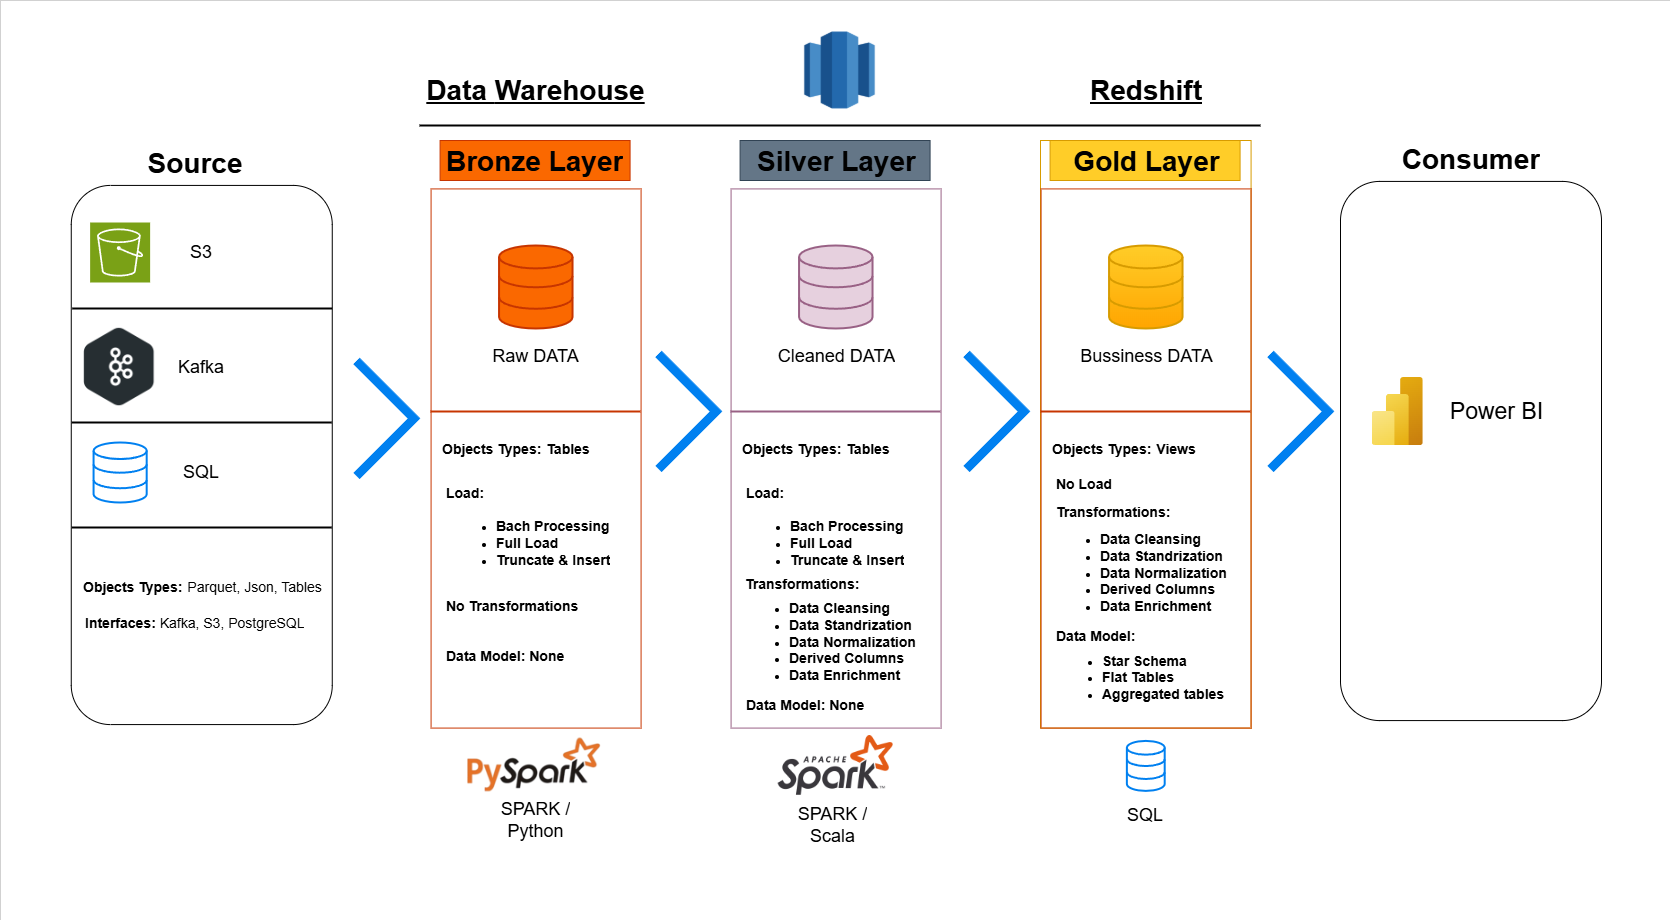 Data Warehouse
Redshift
Source
S3
Kafka
SQL
Objects Types: Parquet, Json, Tables
Interfaces: Kafka, S3, PostgreSQL
Bronze Layer
Raw DATA
Objects Types: Tables
Load:
• Bach Processing
• Full Load
• Truncate & Insert
No Transformations
Data Model: None
PySpark
SPARK /
Python
Silver Layer
Cleaned DATA
Objects Types: Tables
Load:
• Bach Processing
• Full Load
• Truncate & Insert
Transformations:
• Data Cleansing
• Data Standrization
• Data Normalization
• Derived Columns
• Data Enrichment
Data Model: None
APACHE
Spark
SPARK /
Scala
Gold Layer
Bussiness DATA
Objects Types: Views
No Load
Transformations:
• Data Cleansing
• Data Standrization
• Data Normalization
• Derived Columns
• Data Enrichment
Data Model:
• Star Schema
• Flat Tables
• Aggregated tables
SQL
Consumer
Power BI